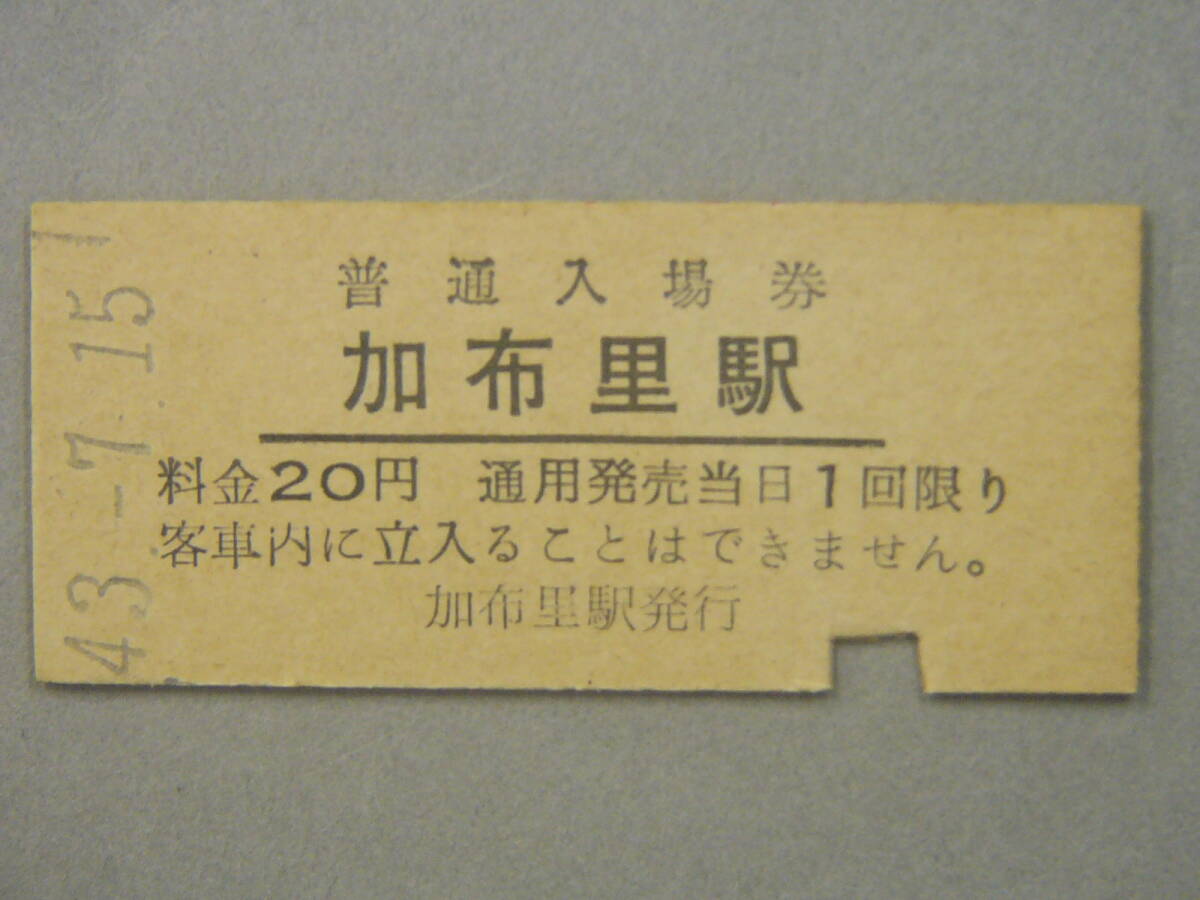 普通入場券
加布里駅
料金20円 通用発売当日1回限り
客車内に立入ることはできません。
加布里駅発行
43.-7.15